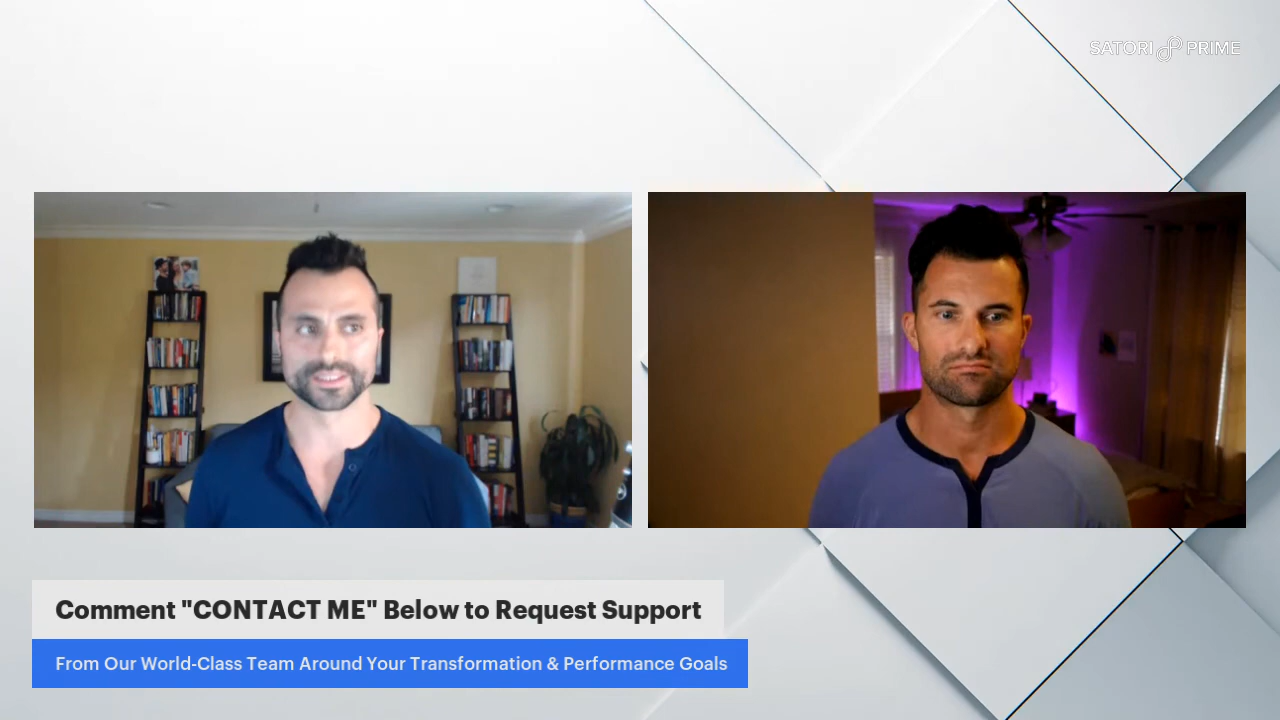 SATORI PRIME
Comment "CONTACT ME" Below to Request Support
From Our World-Class Team Around Your Transformation & Performance Goals